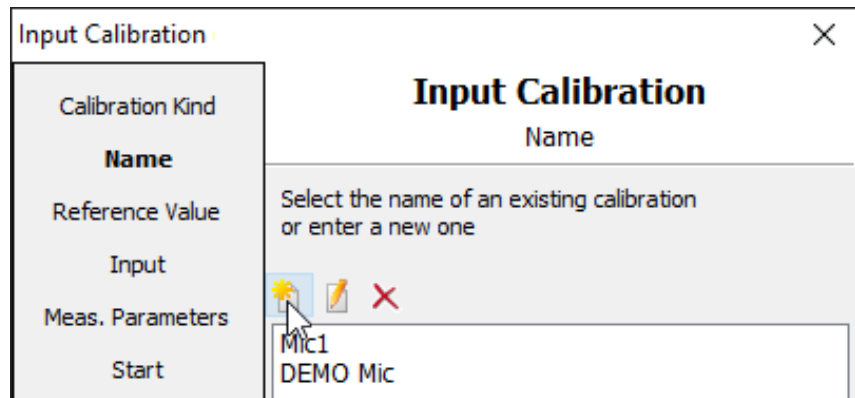 Input Calibration
Calibration Kind
Name
Reference Value
Input
Meas. Parameters
Start
Input Calibration
Name
Select the name of an existing calibration
or enter a new one
Mic1
DEMO Mic